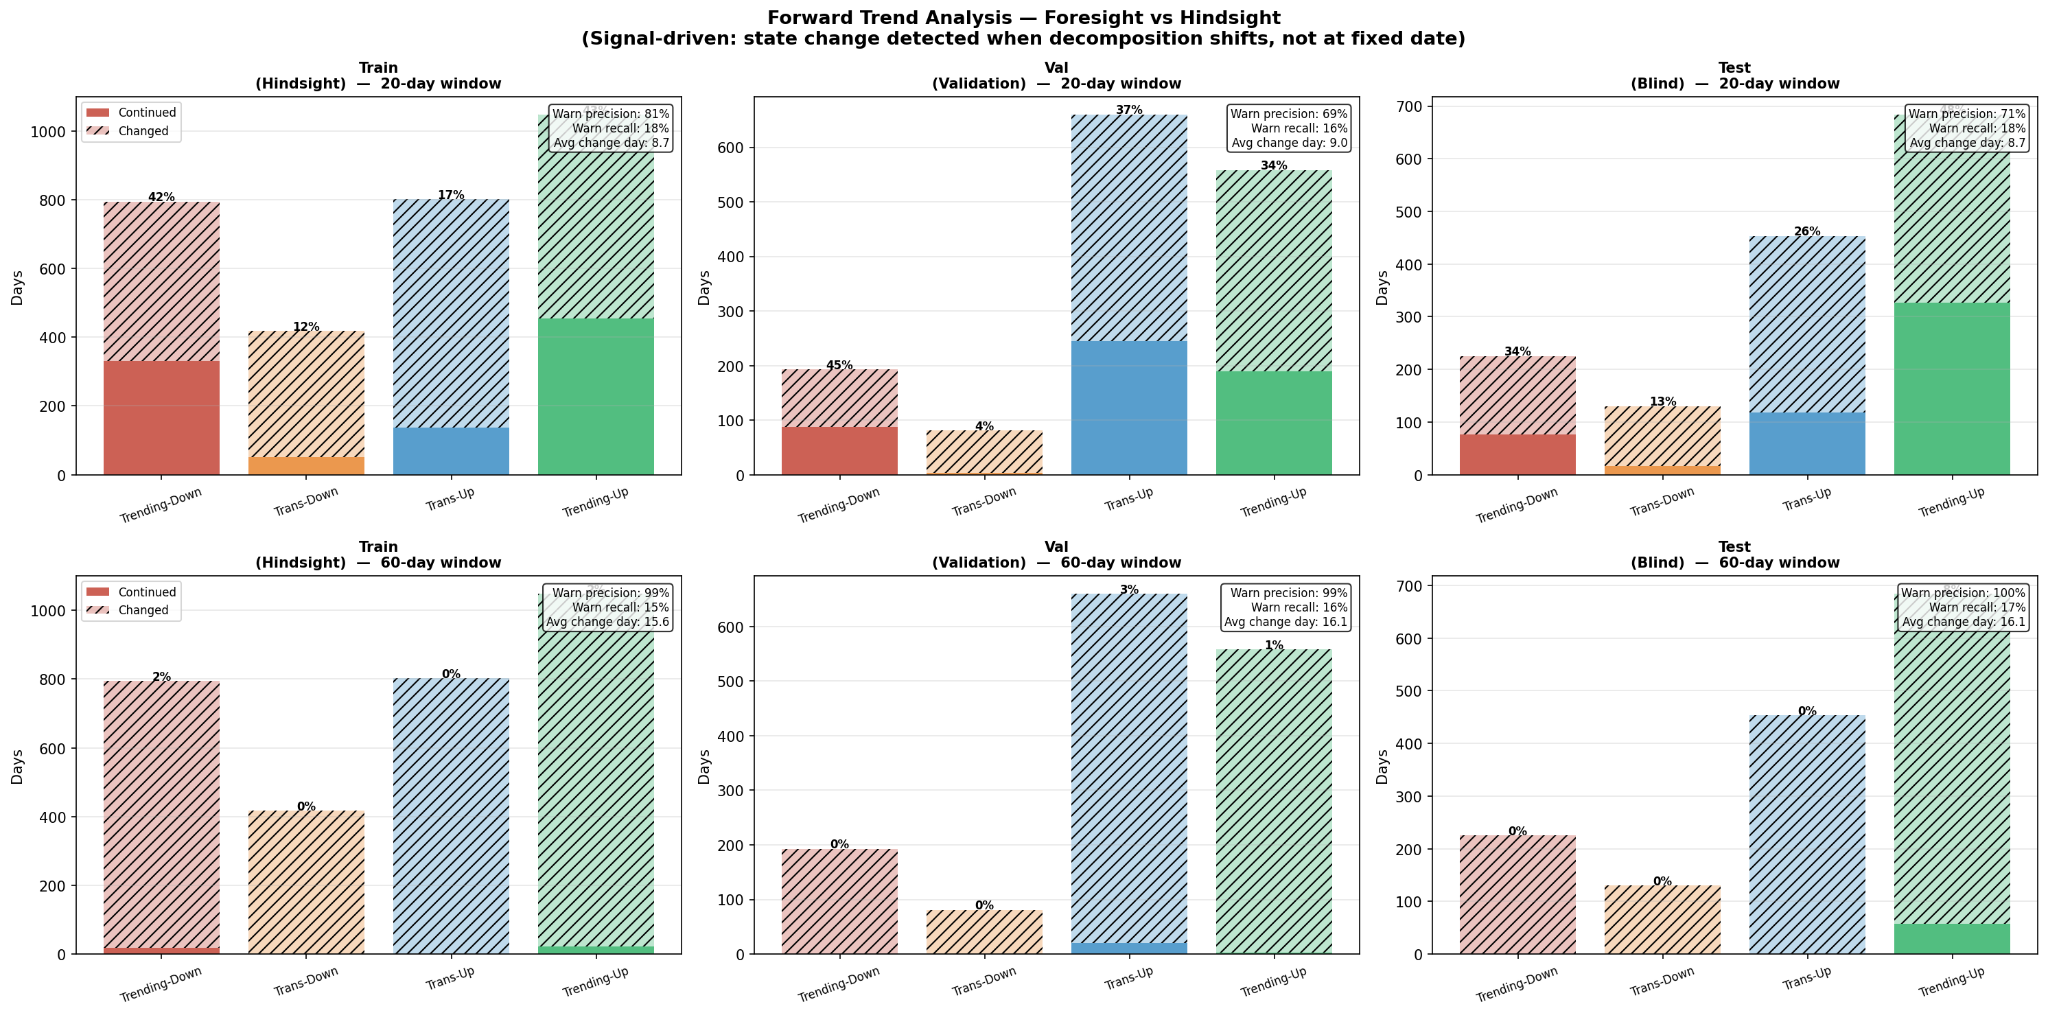 Forward Trend Analysis — Foresight vs Hindsight
(Signal-driven: state change detected when decomposition shifts, not at fixed date)
Train
(Hindsight) — 20-day window
Continued
Changed
Warn precision: 81%
Warn recall: 18%
Avg change day: 8.7
Days
1000
800
600
400
200
0
42%
12%
17%
43%
Trending-Down
Trans-Down
Trans-Up
Trending-Up
Val
(Validation) — 20-day window
Warn precision: 69%
Warn recall: 16%
Avg change day: 9.0
Days
600
500
400
300
200
100
0
45%
4%
37%
34%
Trending-Down
Trans-Down
Trans-Up
Trending-Up
Test
(Blind) — 20-day window
Warn precision: 71%
Warn recall: 18%
Avg change day: 8.7
Days
700
600
500
400
300
200
100
0
34%
13%
26%
48%
Trending-Down
Trans-Down
Trans-Up
Trending-Up
Train
(Hindsight) — 60-day window
Continued
Changed
Warn precision: 99%
Warn recall: 15%
Avg change day: 15.6
Days
1000
800
600
400
200
0
2%
0%
0%
Trending-Down
Trans-Down
Trans-Up
Trending-Up
Val
(Validation) — 60-day window
Warn precision: 99%
Warn recall: 16%
Avg change day: 16.1
Days
600
500
400
300
200
100
0
0%
0%
3%
1%
Trending-Down
Trans-Down
Trans-Up
Trending-Up
Test
(Blind) — 60-day window
Warn precision: 100%
Warn recall: 17%
Avg change day: 16.1
Days
700
600
500
400
300
200
100
0
0%
0%
0%
Trending-Down
Trans-Down
Trans-Up
Trending-Up